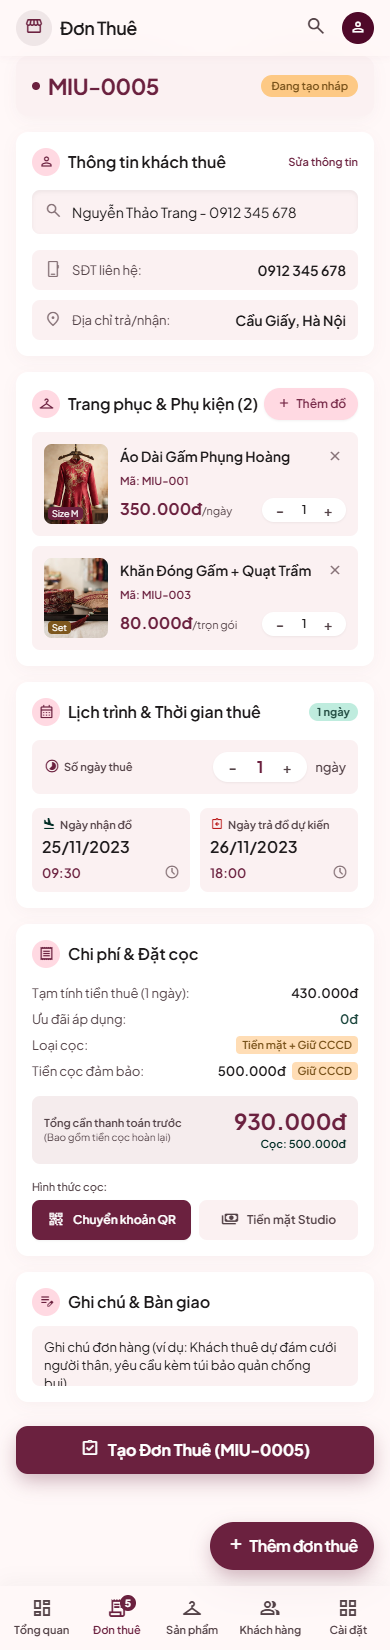 Đơn Thuê
MIU-0005
Đang tạo nháp
Thông tin khách thuê
Sửa thông tin
Nguyễn Thảo Trang - 0912 345 678
SĐT liên hệ:
0912 345 678
Địa chỉ trả/nhận:
Cầu Giấy, Hà Nội
Trang phục & Phụ kiện (2)
+ Thêm đồ
Áo Dài Gấm Phụng Hoàng
Mã: MIU-001
Size M
350.000đ/ngày
- 1 +
Khăn Đóng Gấm + Quạt Trầm
Mã: MIU-003
Set
80.000đ/trọn gói
- 1 +
Lịch trình & Thời gian thuê
1 ngày
Số ngày thuê
- 1 + ngày
Ngày nhận đồ
25/11/2023
09:30
Ngày trả đồ dự kiến
26/11/2023
18:00
Chi phí & Đặt cọc
Tạm tính tiền thuê (1 ngày):
430.000đ
Ưu đãi áp dụng:
0đ
Loại cọc:
Tiền mặt + Giữ CCCD
Tiền cọc đảm bảo:
500.000đ Giữ CCCD
Tổng cần thanh toán trước
(Bao gồm tiền cọc hoàn lại)
930.000đ
Cọc: 500.000đ
Hình thức cọc:
Chuyển khoản QR
Tiền mặt Studio
Ghi chú & Bàn giao
Ghi chú đơn hàng (ví dụ: Khách thuê dự đám cưới
người thân, yêu cầu kèm túi bảo quản chống
bụi)
Tạo Đơn Thuê (MIU-0005)
+ Thêm đơn thuê
5
Tổng quan
Đơn thuê
Sản phẩm
Khách hàng
Cài đặt